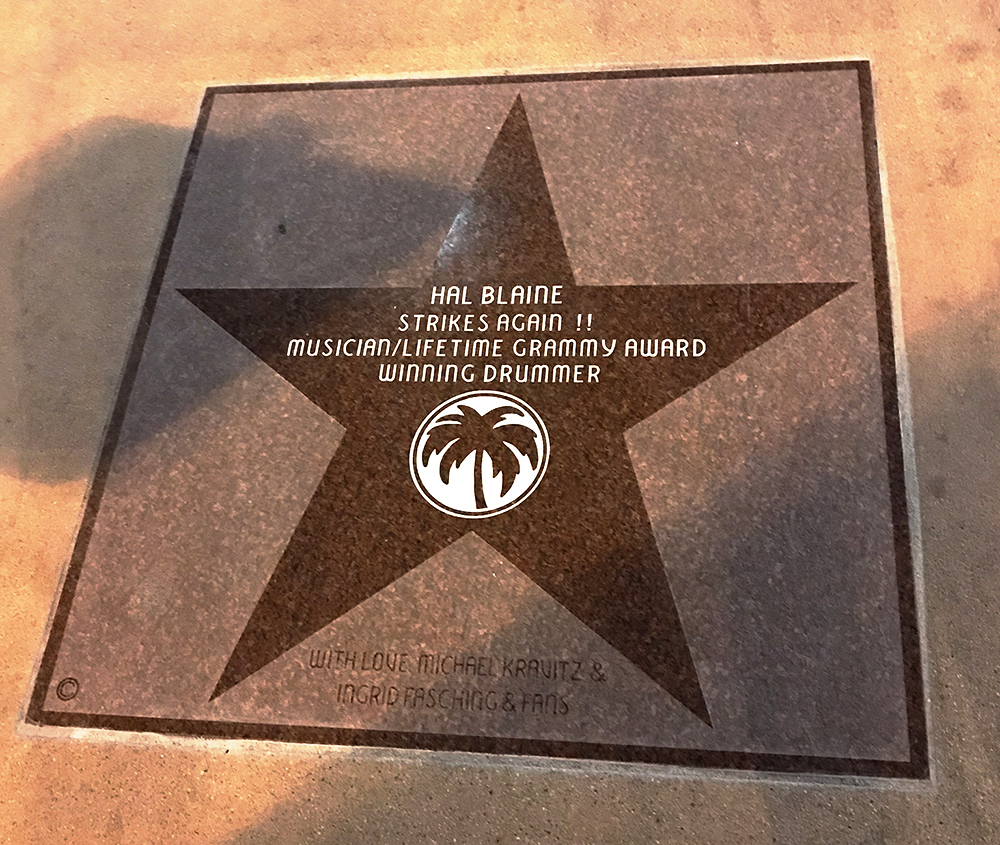 HAL BLAINE
STRIKES AGAIN !!
MUSICIAN/LIFETIME GRAMMY AWARD
WINNING DRUMMER
WITH LOVE MICHAEL KRAVITZ &
INGRID FASCHING & FANS
©